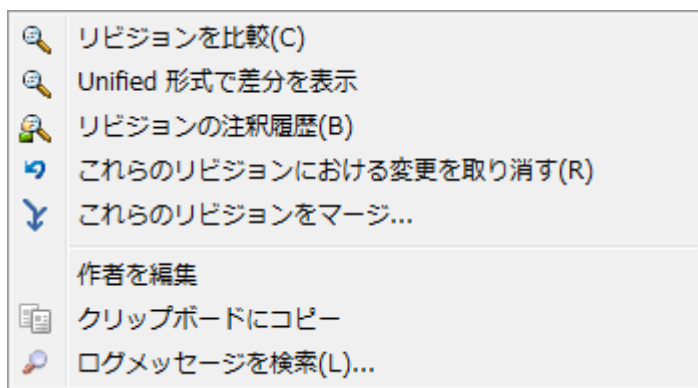 リビジョンを比較(C)
Unified 形式で差分を表示
リビジョンの注釈履歴(B)
これらのリビジョンにおける変更を取り消す(R)
これらのリビジョンをマージ...
作者を編集
クリップボードにコピー
ログメッセージを検索(L)...